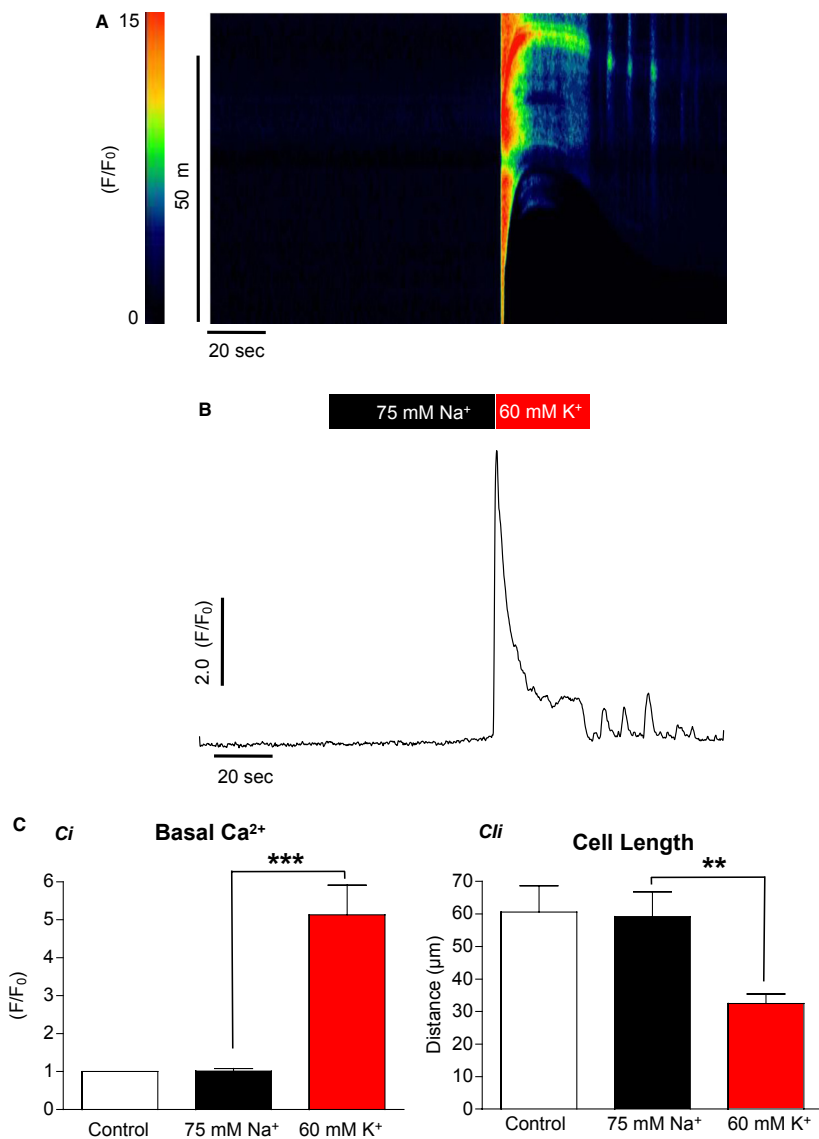 A
15
(F/F0)
0
50 m
20 sec
B
75 mM Na⁺
60 mM K⁺
2.0 (F/F0)
20 sec
C
Ci
Basal Ca²⁺
***
6
5
4
3
2
1
0
(F/F0)
Control
75 mM Na⁺
60 mM K⁺
CIi
Cell Length
**
70
60
50
40
30
20
10
0
Distance (µm)
Control
75 mM Na⁺
60 mM K⁺